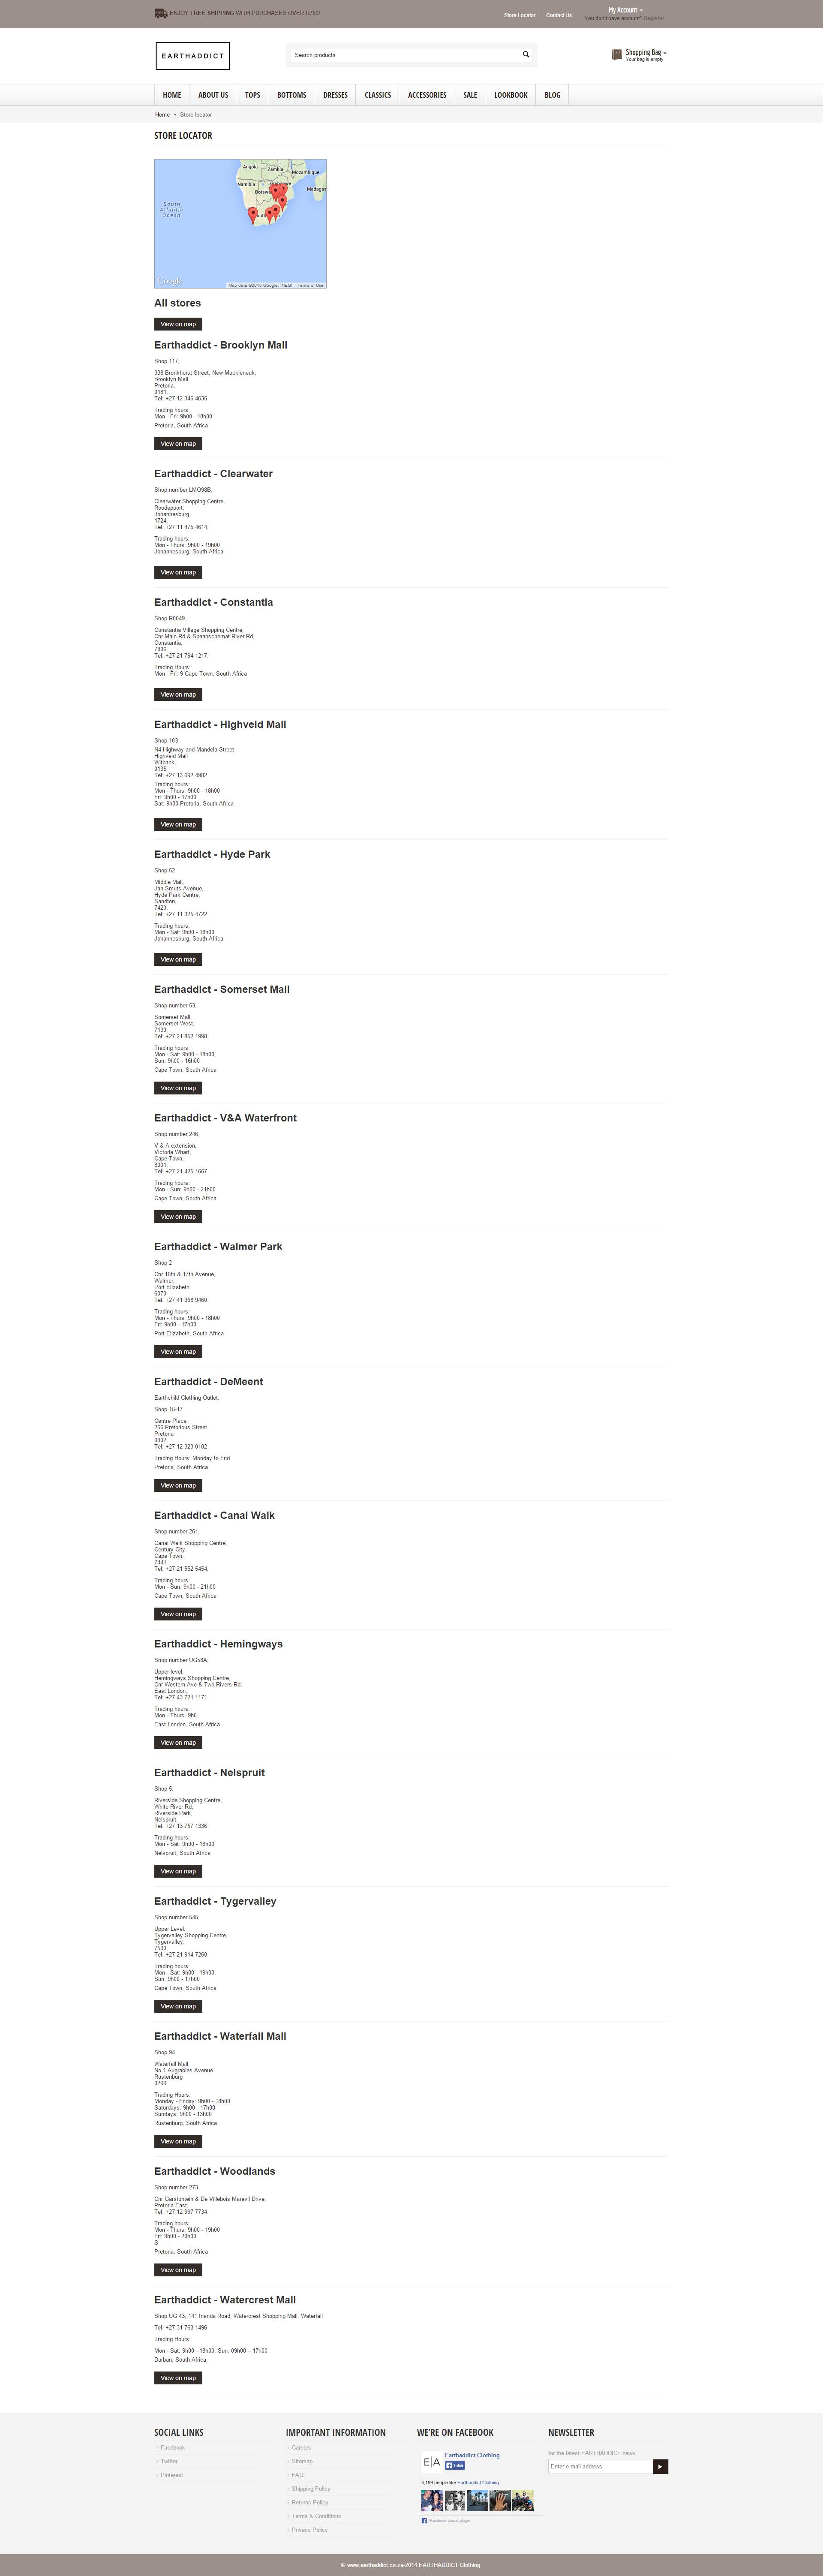 ENJOY FREE SHIPPING WITH PURCHASES OVER R750!
Store Locator
Contact Us
My Account
You don't have account? Register
EARTHADDICT
Search products
Shopping Bag
Your bag is empty
HOME
ABOUT US
TOPS
BOTTOMS
DRESSES
CLASSICS
ACCESSORIES
SALE
LOOKBOOK
BLOG
Home • Store locator
STORE LOCATOR
Angola
Zambia
Mozambique
Zimbabwe
Namibia
Madagas
South
Atlantic
Ocean
Google
Map data ©2015 Google, INEGI
Terms of Use
All stores
View on map
Earthaddict - Brooklyn Mall
Shop 117,
338 Bronkhorst Street, New Muckleneuk,
Brooklyn Mall,
Pretoria,
0181,
Tel: +27 12 346 4635
Trading hours:
Mon - Fri: 9h00 - 18h00
Pretoria, South Africa
View on map
Earthaddict - Clearwater
Shop number LMO98B,
Clearwater Shopping Centre,
Roodepoort,
Johannesburg,
1724,
Tel: +27 11 475 4614,
Trading hours:
Mon - Thurs: 9h00 - 19h00
Johannesburg, South Africa
View on map
Earthaddict - Constantia
Shop R0049,
Constantia Village Shopping Centre,
Cnr Main Rd & Spaanschemat River Rd,
Constantia,
7806,
Tel: +27 21 794 1217,
Trading Hours:
Mon - Fri: 9 Cape Town, South Africa
View on map
Earthaddict - Highveld Mall
Shop 103
N4 Highway and Mandela Street
Highveld Mall
Witbank,
0135
Tel: +27 13 692 4982
Trading hours:
Mon - Thurs: 9h00 - 18h00
Fri: 9h00 - 17h00
Sat: 9h00 Pretoria, South Africa
View on map
Earthaddict - Hyde Park
Shop 52
Middle Mall,
Jan Smuts Avenue,
Hyde Park Centre,
Sandton,
7420,
Tel: +27 11 325 4722
Trading hours:
Mon - Sat: 9h00 - 18h00
Johannesburg, South Africa
View on map
Earthaddict - Somerset Mall
Shop number 53,
Somerset Mall,
Somerset West,
7130,
Tel: +27 21 852 1998
Trading hours:
Mon - Sat: 9h00 - 18h00,
Sun: 9h00 - 16h00
Cape Town, South Africa
View on map
Earthaddict - V&A Waterfront
Shop number 246,
V & A extension,
Victoria Wharf,
Cape Town,
8001,
Tel: +27 21 425 1667
Trading hours:
Mon - Sun: 9h00 - 21h00
Cape Town, South Africa
View on map
Earthaddict - Walmer Park
Shop 2
Cnr 16th & 17th Avenue,
Walmer,
Port Elizabeth
6070
Tel: +27 41 368 9460
Trading hours:
Mon - Thurs: 9h00 - 18h00
Fri: 9h00 - 17h00
Port Elizabeth, South Africa
View on map
Earthaddict - DeMeent
Earthchild Clothing Outlet,
Shop 15-17
Centre Place
266 Pretorious Street
Pretoria
0002
Tel: +27 12 323 0102
Trading Hours: Monday to Frid
Pretoria, South Africa
View on map
Earthaddict - Canal Walk
Shop number 261,
Canal Walk Shopping Centre,
Century City,
Cape Town,
7441,
Tel: +27 21 552 5454,
Trading hours:
Mon - Sun: 9h00 - 21h00
Cape Town, South Africa
View on map
Earthaddict - Hemingways
Shop number UG58A,
Upper level,
Hemingways Shopping Centre,
Cnr Western Ave & Two Rivers Rd,
East London,
Tel: +27 43 721 1171
Trading hours:
Mon - Thurs: 9h0
East London, South Africa
View on map
Earthaddict - Nelspruit
Shop 5,
Riverside Shopping Centre,
White River Rd,
Riverside Park,
Nelspruit,
Tel: +27 13 757 1336
Trading hours:
Mon - Sat: 9h00 - 18h00
Nelspruit, South Africa
View on map
Earthaddict - Tygervalley
Shop number 545,
Upper Level,
Tygervalley Shopping Centre,
Tygervalley,
7530,
Tel: +27 21 914 7260
Trading hours:
Mon - Sat: 9h00 - 19h00,
Sun: 9h00 - 17h00
Cape Town, South Africa
View on map
Earthaddict - Waterfall Mall
Shop 94
Waterfall Mall
No 1 Augrabies Avenue
Rustenburg
0299
Trading Hours:
Monday - Friday: 9h00 - 18h00
Saturdays: 9h00 - 17h00
Sundays: 9h00 - 13h00
Rustenburg, South Africa
View on map
Earthaddict - Woodlands
Shop number 273
Cnr Garsfontein & De Villebois Marevil Drive,
Pretoria East,
Tel: +27 12 997 7734
Trading hours:
Mon - Thurs: 9h00 - 19h00
Fri: 9h00 - 20h00
S
Pretoria, South Africa
View on map
Earthaddict - Watercrest Mall
Shop UG 43, 141 Inanda Road, Watercrest Shopping Mall, Waterfall
Tel: +27 31 763 1496
Trading Hours:
Mon - Sat: 9h00 - 18h00, Sun: 09h00 – 17h00
Durban, South Africa
View on map
SOCIAL LINKS
Facebook
Twitter
Pinterest
IMPORTANT INFORMATION
Careers
Sitemap
FAQ
Shipping Policy
Returns Policy
Terms & Conditions
Privacy Policy
WE'RE ON FACEBOOK
E|A
Earthaddict Clothing
Like
3,199 people like Earthaddict Clothing.
Facebook social plugin
NEWSLETTER
for the latest EARTHADDICT news
Enter e-mail address
© www.earthaddict.co.za-2014 EARTHADDICT Clothing